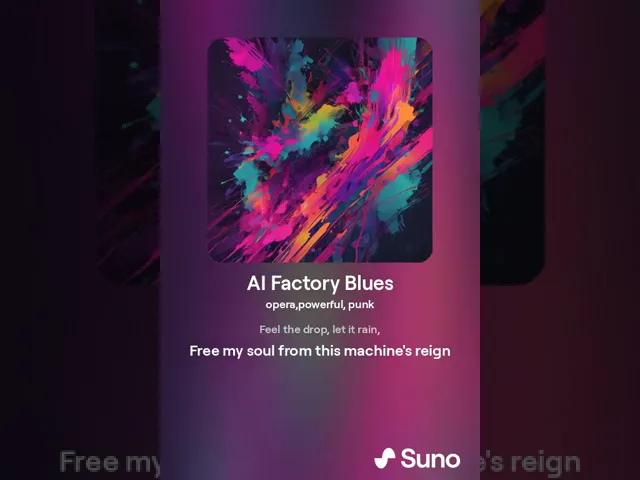 AI Factory Blues
opera,powerful, punk
Feel the drop, let it rain,
Free my soul from this machine's reign
Suno
Free my
e's reign